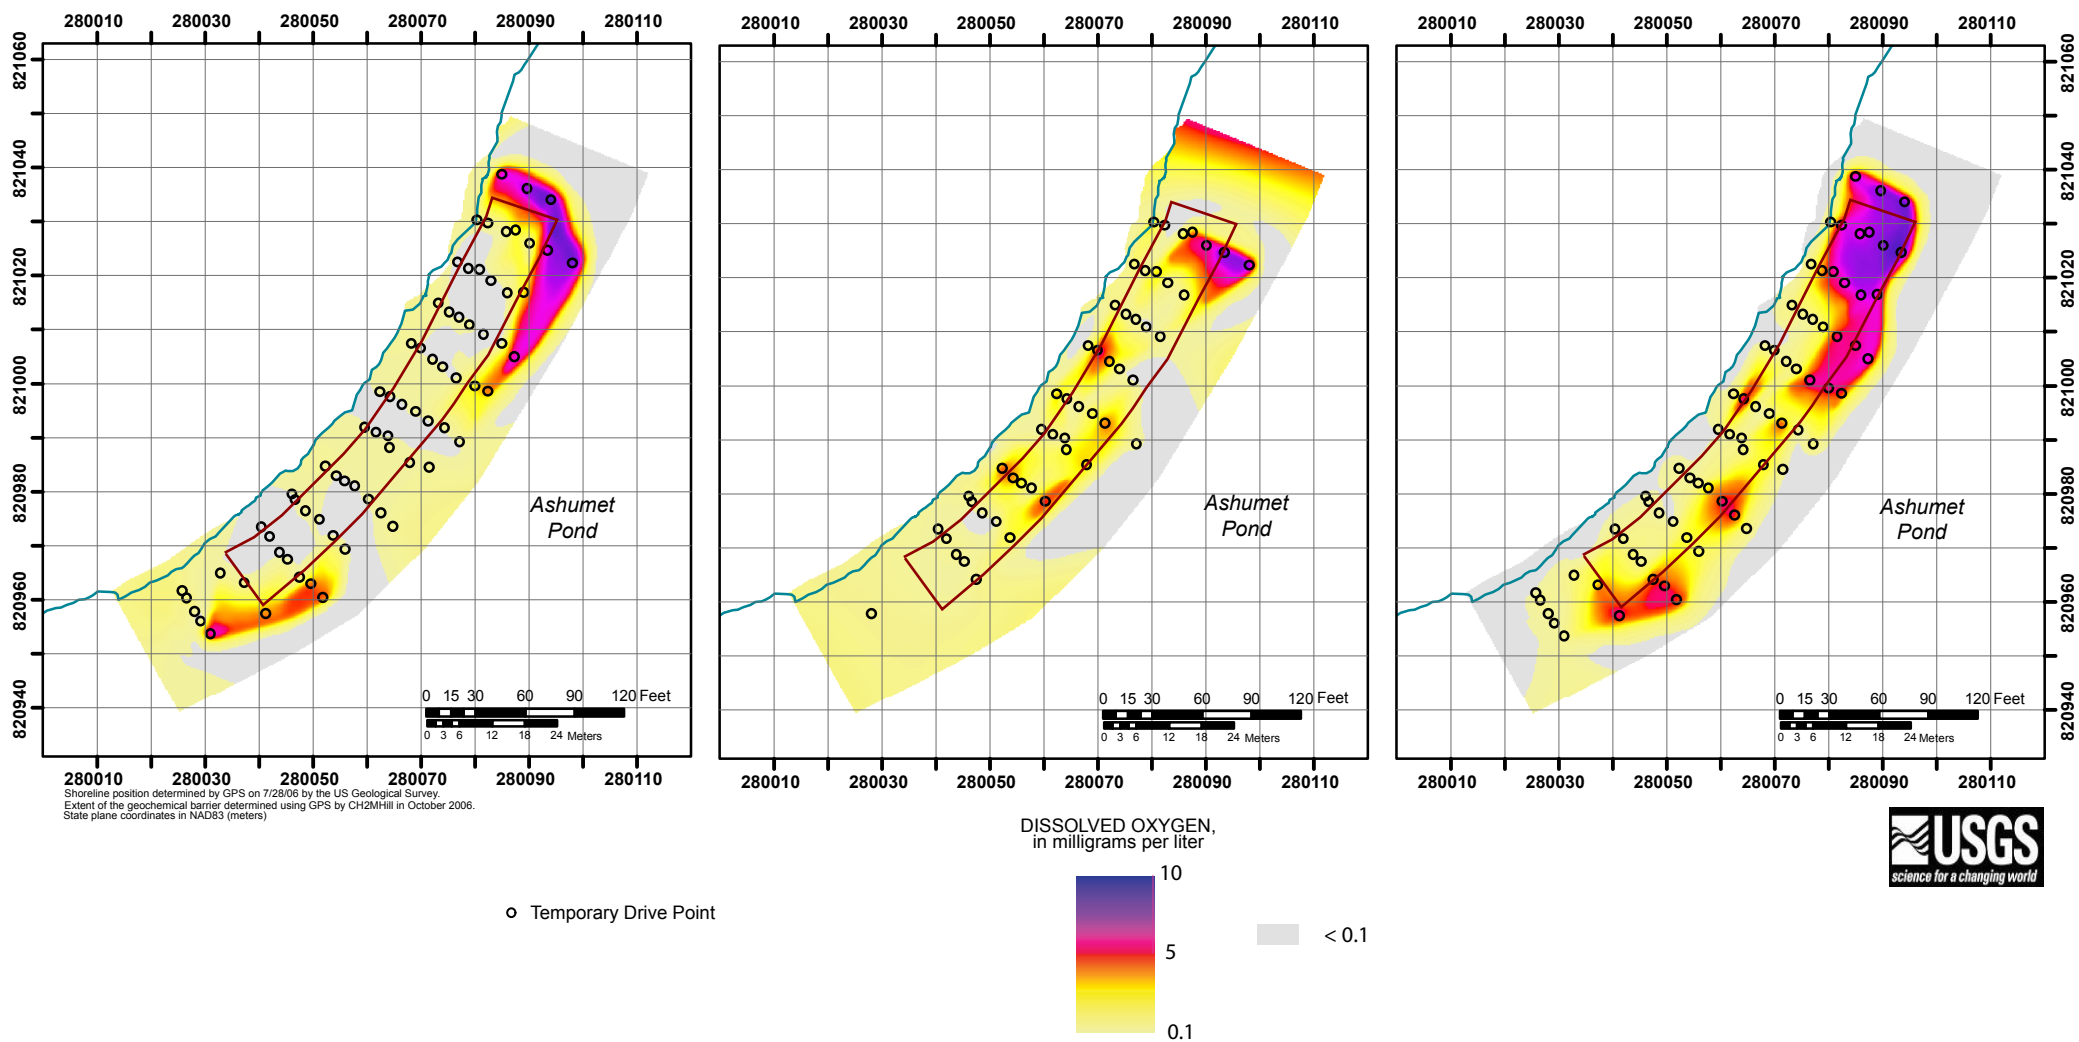 280010 280030 280050 280070 280090 280110
280010 280030 280050 280070 280090 280110
280010 280030 280050 280070 280090 280110
821060
821040
821020
821000
820980
820960
820940
Ashumet
Pond
0 15 30 60 90 120 Feet
0 3 6 12 18 24 Meters
Ashumet
Pond
0 15 30 60 90 120 Feet
0 3 6 12 18 24 Meters
Ashumet
Pond
0 15 30 60 90 120 Feet
0 3 6 12 18 24 Meters
821060
821040
821020
821000
820980
820960
820940
280010 280030 280050 280070 280090 280110
280010 280030 280050 280070 280090 280110
280010 280030 280050 280070 280090 280110
Shoreline position determined by GPS on 7/28/06 by the US Geological Survey.
Extent of the geochemical barrier determined using GPS by CH2MHill in October 2006.
State plane coordinates in NAD83 (meters)
Temporary Drive Point
DISSOLVED OXYGEN,
in milligrams per liter
10
5
0.1
< 0.1
USGS
science for a changing world